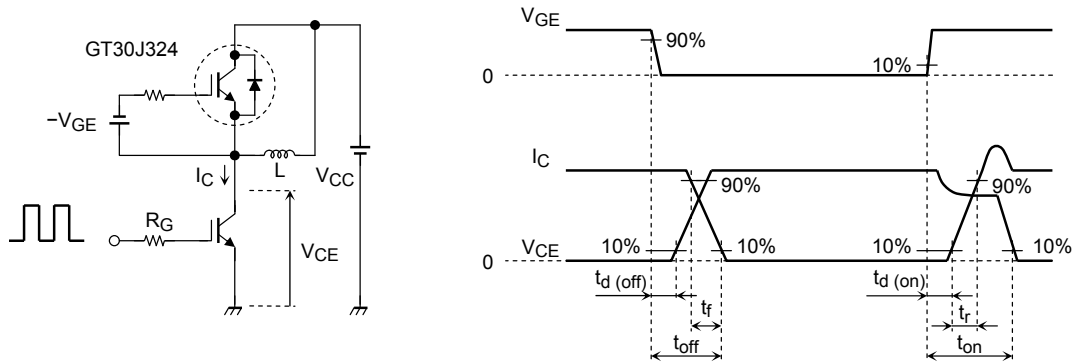 GT30J324
−VGE
IC
L
VCC
RG
VCE
VGE
90%
10%
0
IC
90%
90%
VCE
10%
10%
10%
10%
0
td (off)
td (on)
tf
tr
toff
ton